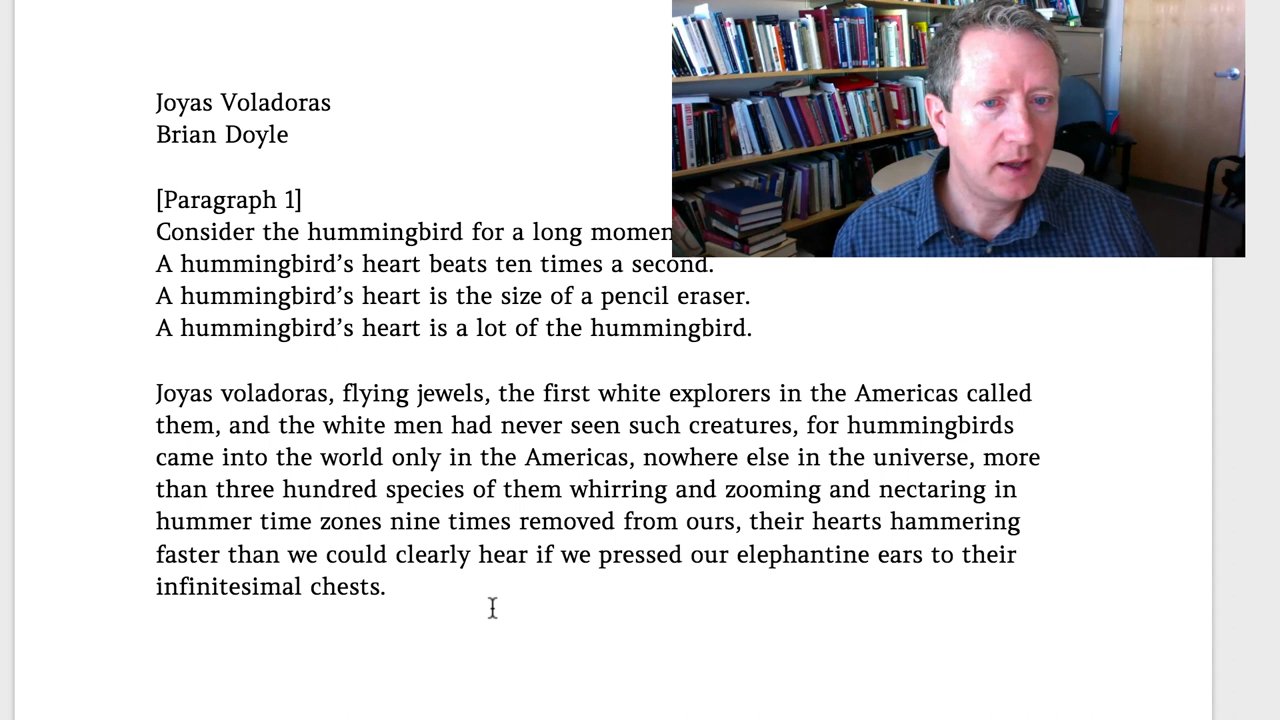 Joyas Voladoras
Brian Doyle
[Paragraph 1]
Consider the hummingbird for a long
A hummingbird’s heart beats ten times a second.
A hummingbird’s heart is the size of a pencil eraser.
A hummingbird’s heart is a lot of the hummingbird.
Joyas voladoras, flying jewels, the first white explorers in the Americas called
them, and the white men had never seen such creatures, for hummingbirds
came into the world only in the Americas, nowhere else in the universe, more
than three hundred species of them whirring and zooming and nectaring in
hummer time zones nine times removed from ours, their hearts hammering
faster than we could clearly hear if we pressed our elephantine ears to their
infinitesimal chests.